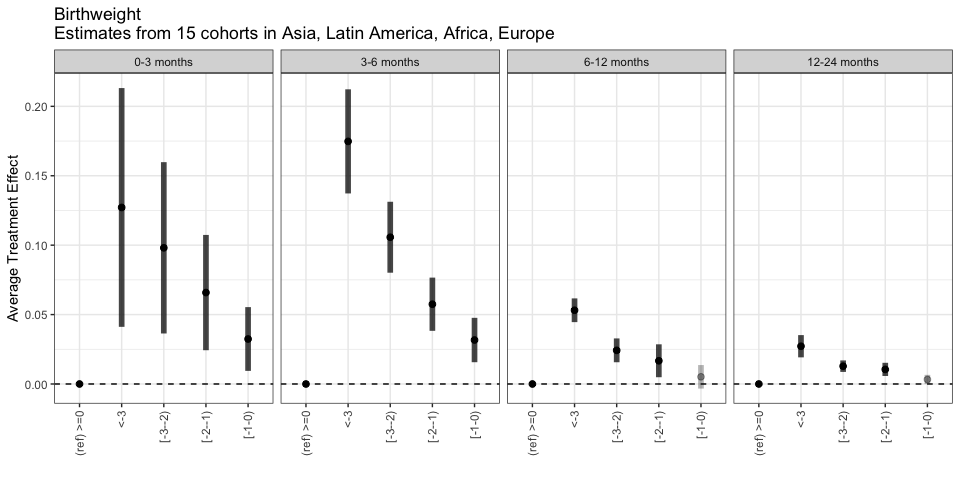 Birthweight
Estimates from 15 cohorts in Asia, Latin America, Africa, Europe
0-3 months
3-6 months
6-12 months
12-24 months
Average Treatment Effect
0.20
0.15
0.10
0.05
0.00
(ref) >=0
<-3
[-3--2)
[-2--1)
[-1-0)
(ref) >=0
<-3
[-3--2)
[-2--1)
[-1-0)
(ref) >=0
<-3
[-3--2)
[-2--1)
[-1-0)
(ref) >=0
<-3
[-3--2)
[-2--1)
[-1-0)